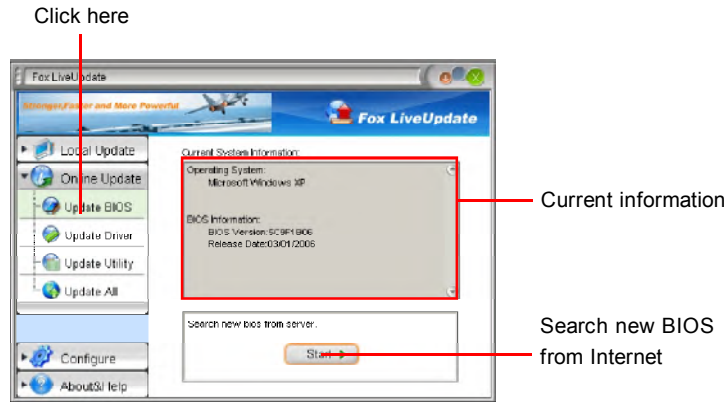 Click here
Fox LiveUpdate
Stronger,Faster and More Powerful
Fox LiveUpdate
Local Update
Online Update
Update BIOS
Update Driver
Update Utility
Update All
Configure
About&Help
Current System Information:
Operating System:
Microsoft Windows XP
BIOS Information:
BIOS Version:
Release Date:03/01/2006
Search new bios from server.
Start
Current information
Search new BIOS
from Internet